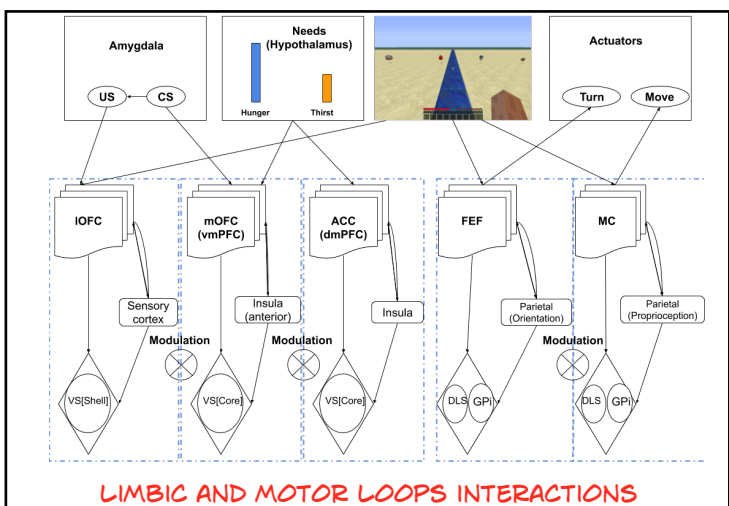 Amygdala
US
CS
Needs
(Hypothalamus)
Hunger
Thirst
Actuators
Turn
Move
lOFC
mOFC
(vmPFC)
ACC
(dmPFC)
FEF
MC
Sensory
cortex
Insula
(anterior)
Insula
Parietal
(Orientation)
Parietal
(Proprioception)
Modulation
Modulation
Modulation
VS[Shell]
VS[Core]
VS[Core]
DLS
GPi
DLS
GPi
LIMBIC AND MOTOR LOOPS INTERACTIONS